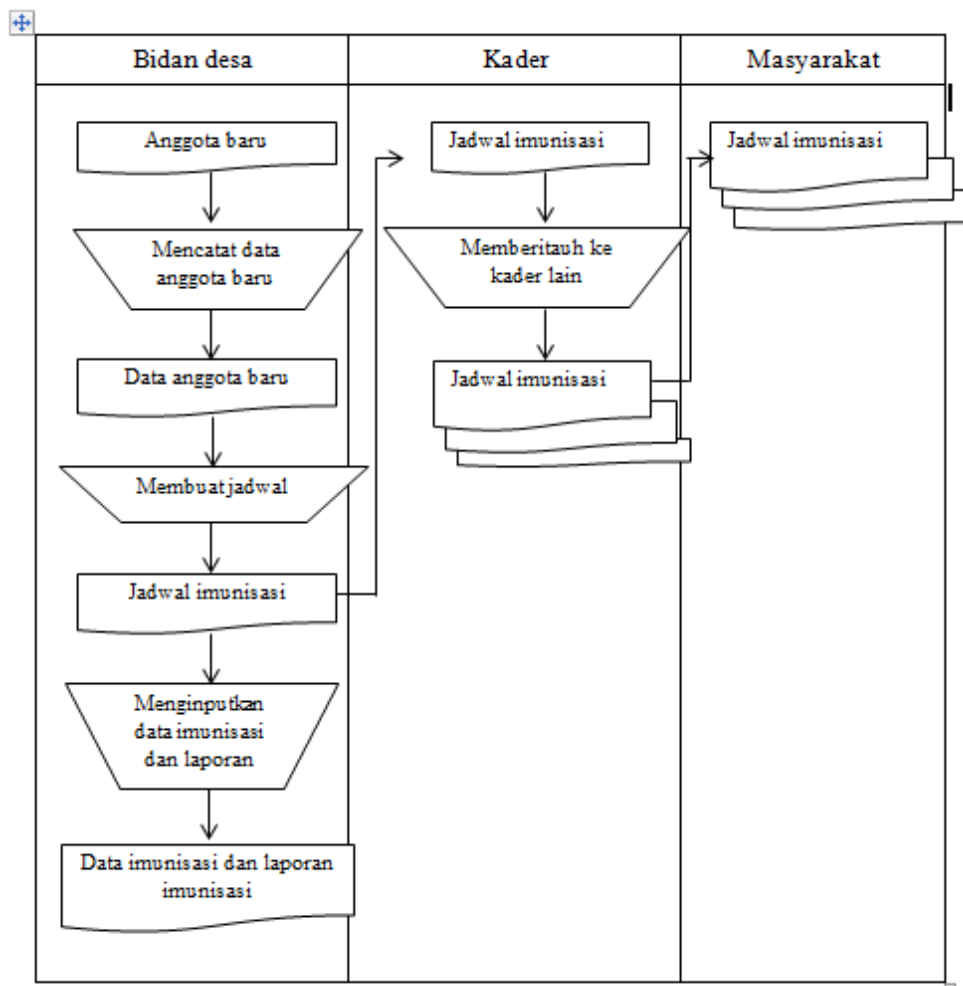 Bidan desa
Kader
Masyarakat
Anggota baru
Mencatat data
anggota baru
Data anggota baru
Membuat jadwal
Jadwal imunisasi
Menginputkan
data imunisasi
dan laporan
Data imunisasi dan laporan
imunisasi
Jadwal imunisasi
Memberitauh ke
kader lain
Jadwal imunisasi
Jadwal imunisasi